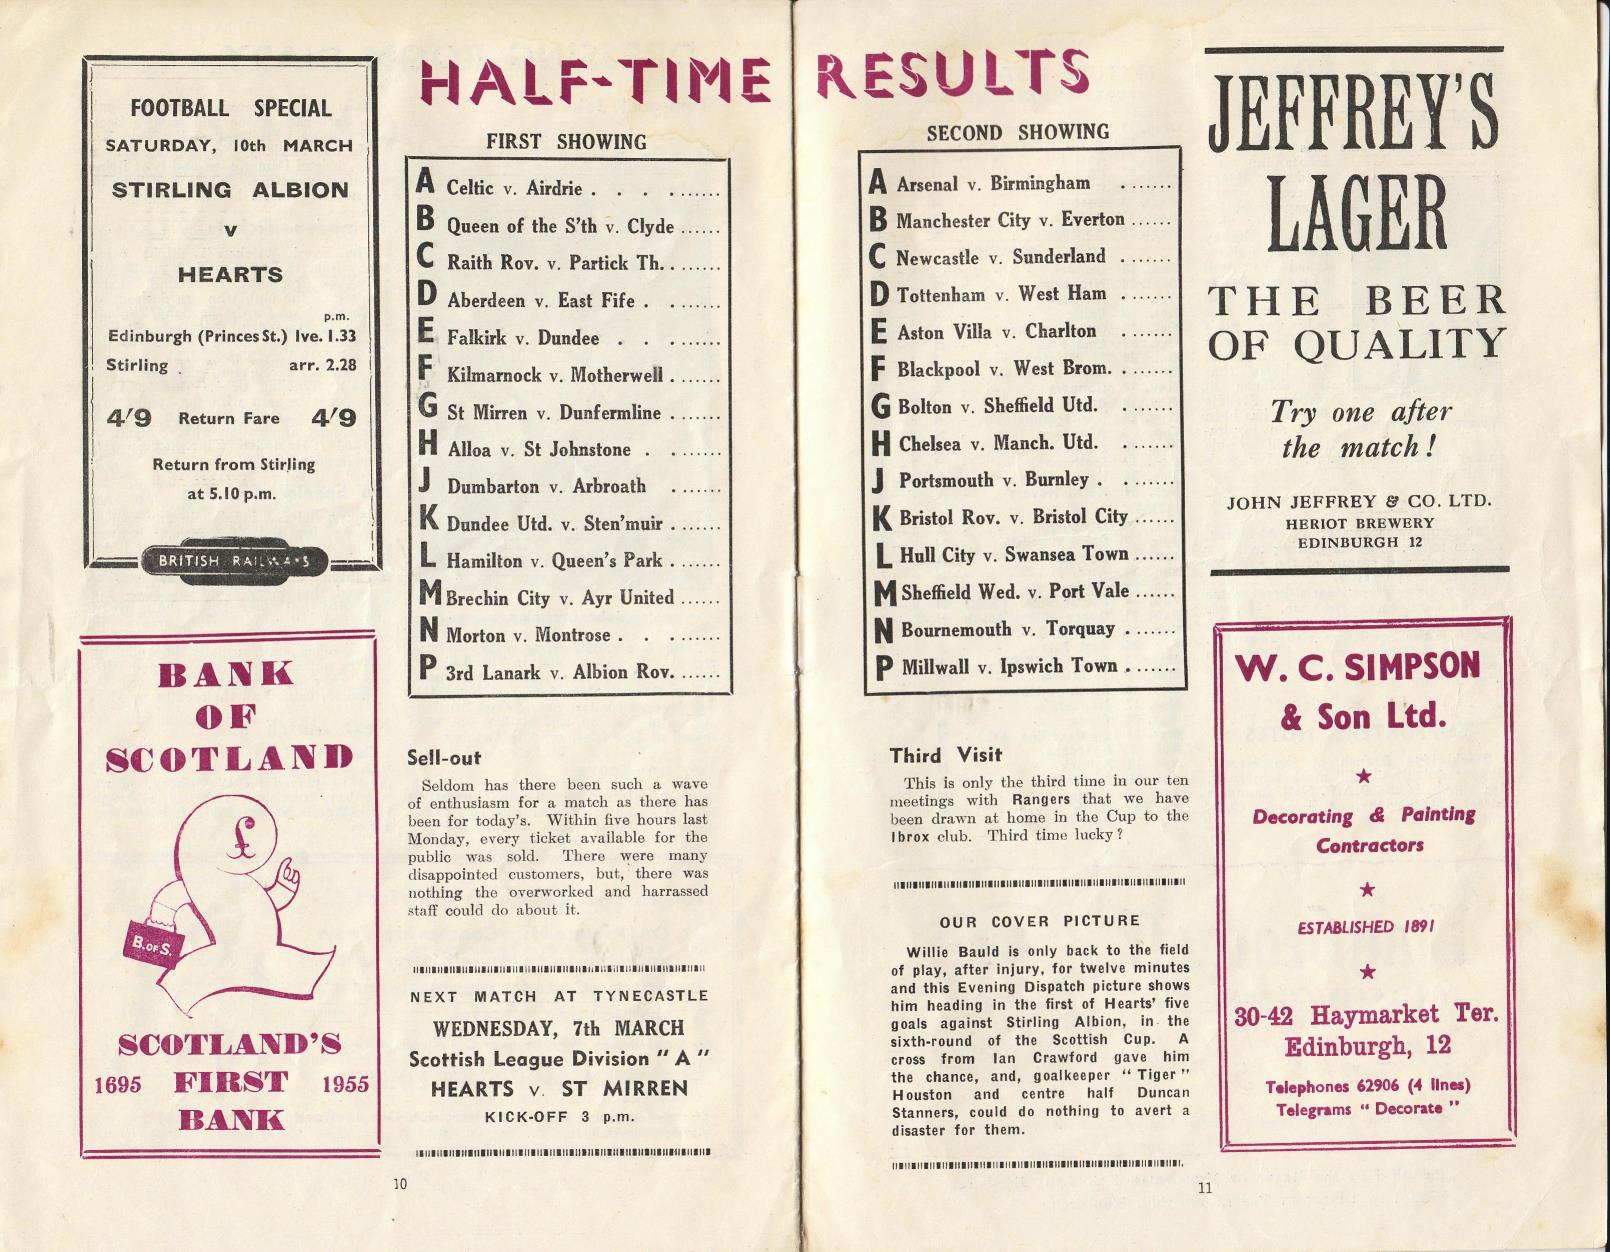 HALF-TIME RESULTS
FOOTBALL SPECIAL
SATURDAY, 10th MARCH
STIRLING ALBION
v
HEARTS
p.m.
Edinburgh (Princes St.) lve. 1.33
Stirling arr. 2.28
4/9 Return Fare 4/9
Return from Stirling
at 5.10 p.m.
BRITISH RAILWAYS
BANK
OF
SCOTLAND
£
B. OF S.
SCOTLAND'S
1695 FIRST 1955
BANK
FIRST SHOWING
A Celtic v. Airdrie . . . . ......
B Queen of the S'th v. Clyde ......
C Raith Rov. v. Partick Th. . ......
D Aberdeen v. East Fife . . ......
E Falkirk v. Dundee . . . ......
F Kilmarnock v. Motherwell . ......
G St Mirren v. Dunfermline . ......
H Alloa v. St Johnstone . . ......
J Dumbarton v. Arbroath . ......
K Dundee Utd. v. Sten'muir . ......
L Hamilton v. Queen's Park . ......
M Brechin City v. Ayr United ......
N Morton v. Montrose . . . ......
P 3rd Lanark v. Albion Rov. ......
Sell-out
Seldom has there been such a wave
of enthusiasm for a match as there has
been for today's. Within five hours last
Monday, every ticket available for the
public was sold. There were many
disappointed customers, but, there was
nothing the overworked and harrassed
staff could do about it.
NEXT MATCH AT TYNECASTLE
WEDNESDAY, 7th MARCH
Scottish League Division "A"
HEARTS v. ST MIRREN
KICK-OFF 3 p.m.
10
SECOND SHOWING
A Arsenal v. Birmingham . ......
B Manchester City v. Everton ......
C Newcastle v. Sunderland . ......
D Tottenham v. West Ham . ......
E Aston Villa v. Charlton . ......
F Blackpool v. West Brom. . ......
G Bolton v. Sheffield Utd. . ......
H Chelsea v. Manch. Utd. . ......
J Portsmouth v. Burnley . . ......
K Bristol Rov. v. Bristol City ......
L Hull City v. Swansea Town ......
M Sheffield Wed. v. Port Vale ......
N Bournemouth v. Torquay . ......
P Millwall v. Ipswich Town . ......
Third Visit
This is only the third time in our ten
meetings with Rangers that we have
been drawn at home in the Cup to the
Ibrox club. Third time lucky?
OUR COVER PICTURE
Willie Bauld is only back to the field
of play, after injury, for twelve minutes
and this Evening Dispatch picture shows
him heading in the first of Hearts' five
goals against Stirling Albion, in the
sixth-round of the Scottish Cup. A
cross from Ian Crawford gave him
the chance, and, goalkeeper "Tiger"
Houston and centre half Duncan
Stanners, could do nothing to avert a
disaster for them.
11
JEFFREY'S
LAGER
THE BEER
OF QUALITY
Try one after
the match!
JOHN JEFFREY & CO. LTD.
HERIOT BREWERY
EDINBURGH 12
W. C. SIMPSON
& Son Ltd.
Decorating & Painting
Contractors
ESTABLISHED 1891
30-42 Haymarket Ter.
Edinburgh, 12
Telephones 62906 (4 lines)
Telegrams "Decorate"